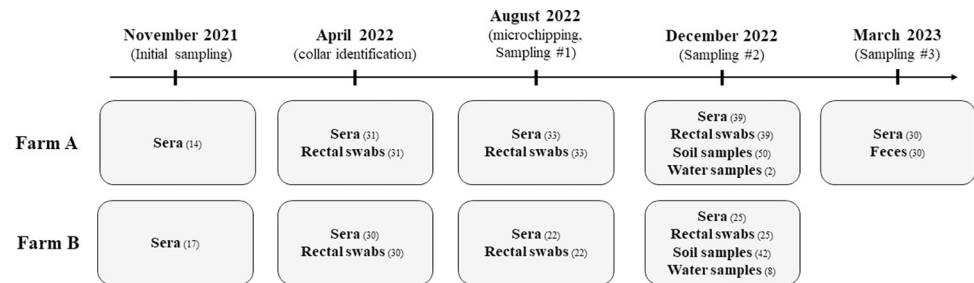 November 2021
(Initial sampling)
April 2022
(collar identification)
August 2022
(microchipping,
Sampling #1)
December 2022
(Sampling #2)
March 2023
(Sampling #3)
Farm A
Sera (14)
Sera (31)
Rectal swabs (31)
Sera (33)
Rectal swabs (33)
Sera (39)
Rectal swabs (39)
Soil samples (50)
Water samples (2)
Sera (30)
Feces (30)
Farm B
Sera (17)
Sera (30)
Rectal swabs (30)
Sera (22)
Rectal swabs (22)
Sera (25)
Rectal swabs (25)
Soil samples (42)
Water samples (8)